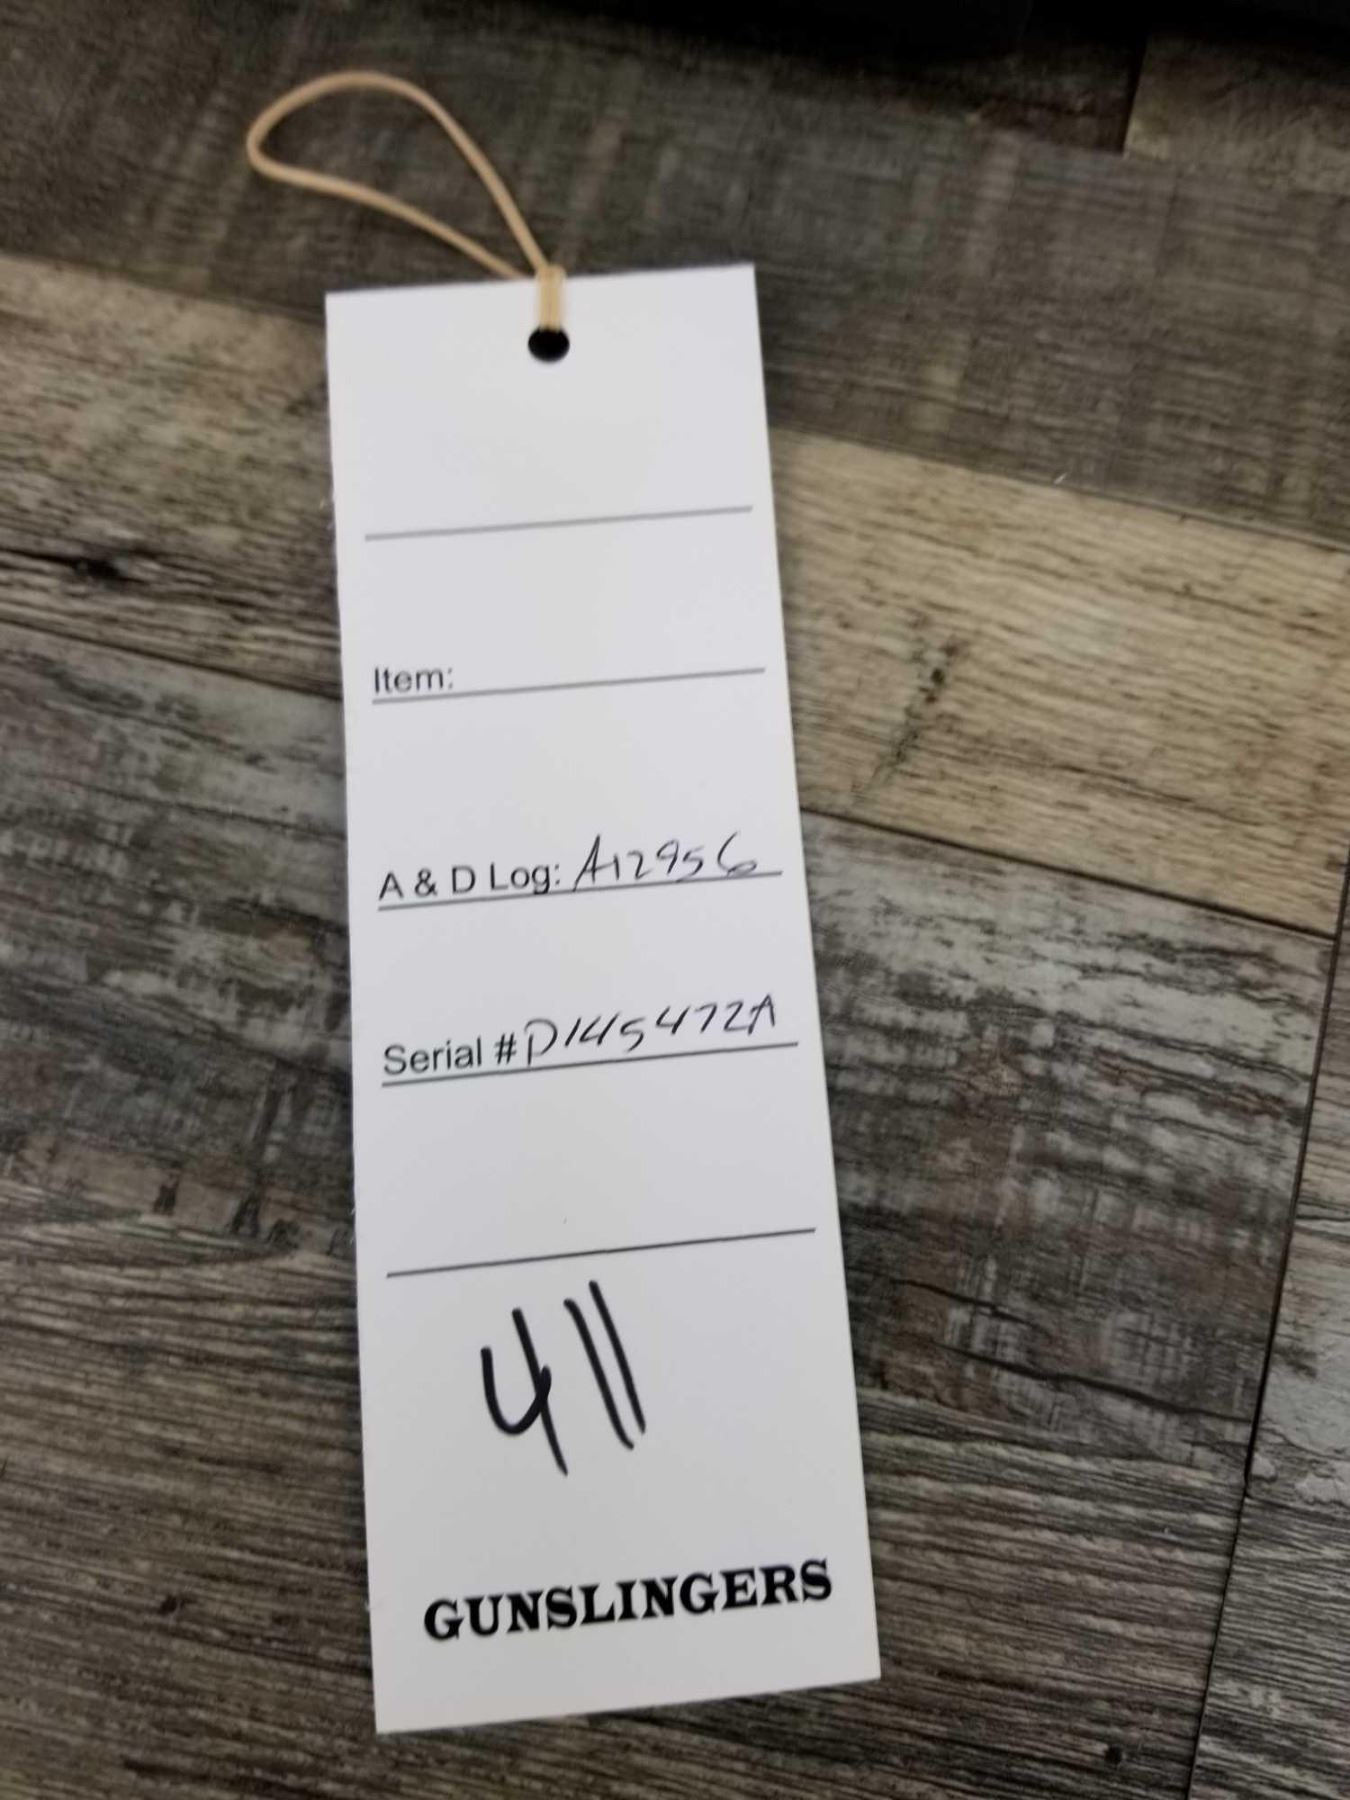 Item:
A & D Log: A12956
Serial # D145472A
411
GUNSLINGERS